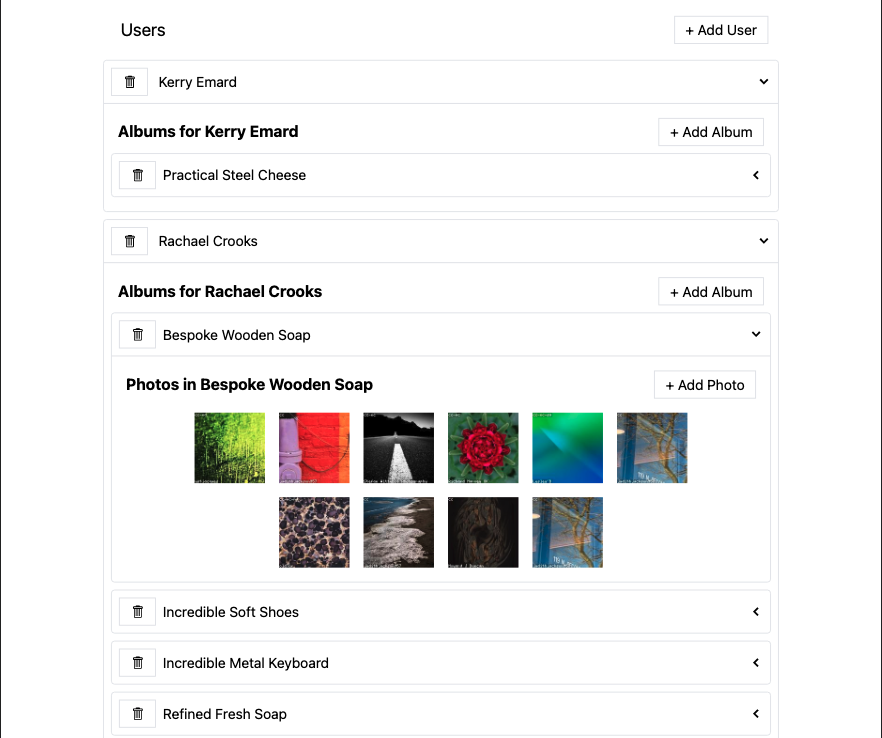 Users
+ Add User
Kerry Emard
Albums for Kerry Emard
+ Add Album
Practical Steel Cheese
Rachael Crooks
Albums for Rachael Crooks
+ Add Album
Bespoke Wooden Soap
Photos in Bespoke Wooden Soap
+ Add Photo
Incredible Soft Shoes
Incredible Metal Keyboard
Refined Fresh Soap